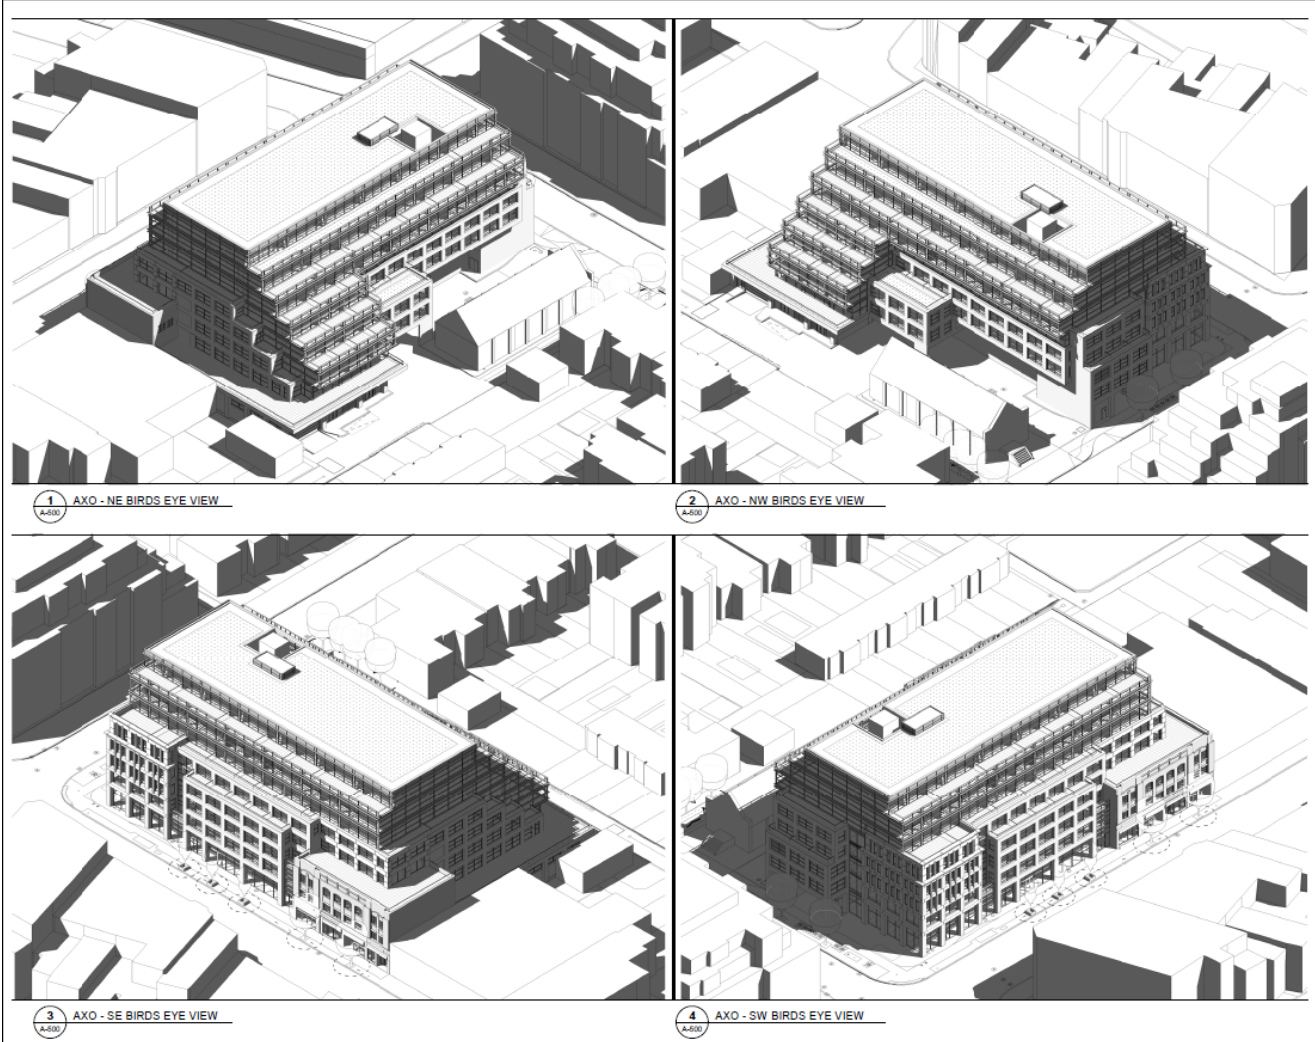 1 AXO - NE BIRDS EYE VIEW
A-500
2 AXO - NW BIRDS EYE VIEW
A-500
3 AXO - SE BIRDS EYE VIEW
A-500
4 AXO - SW BIRDS EYE VIEW
A-500